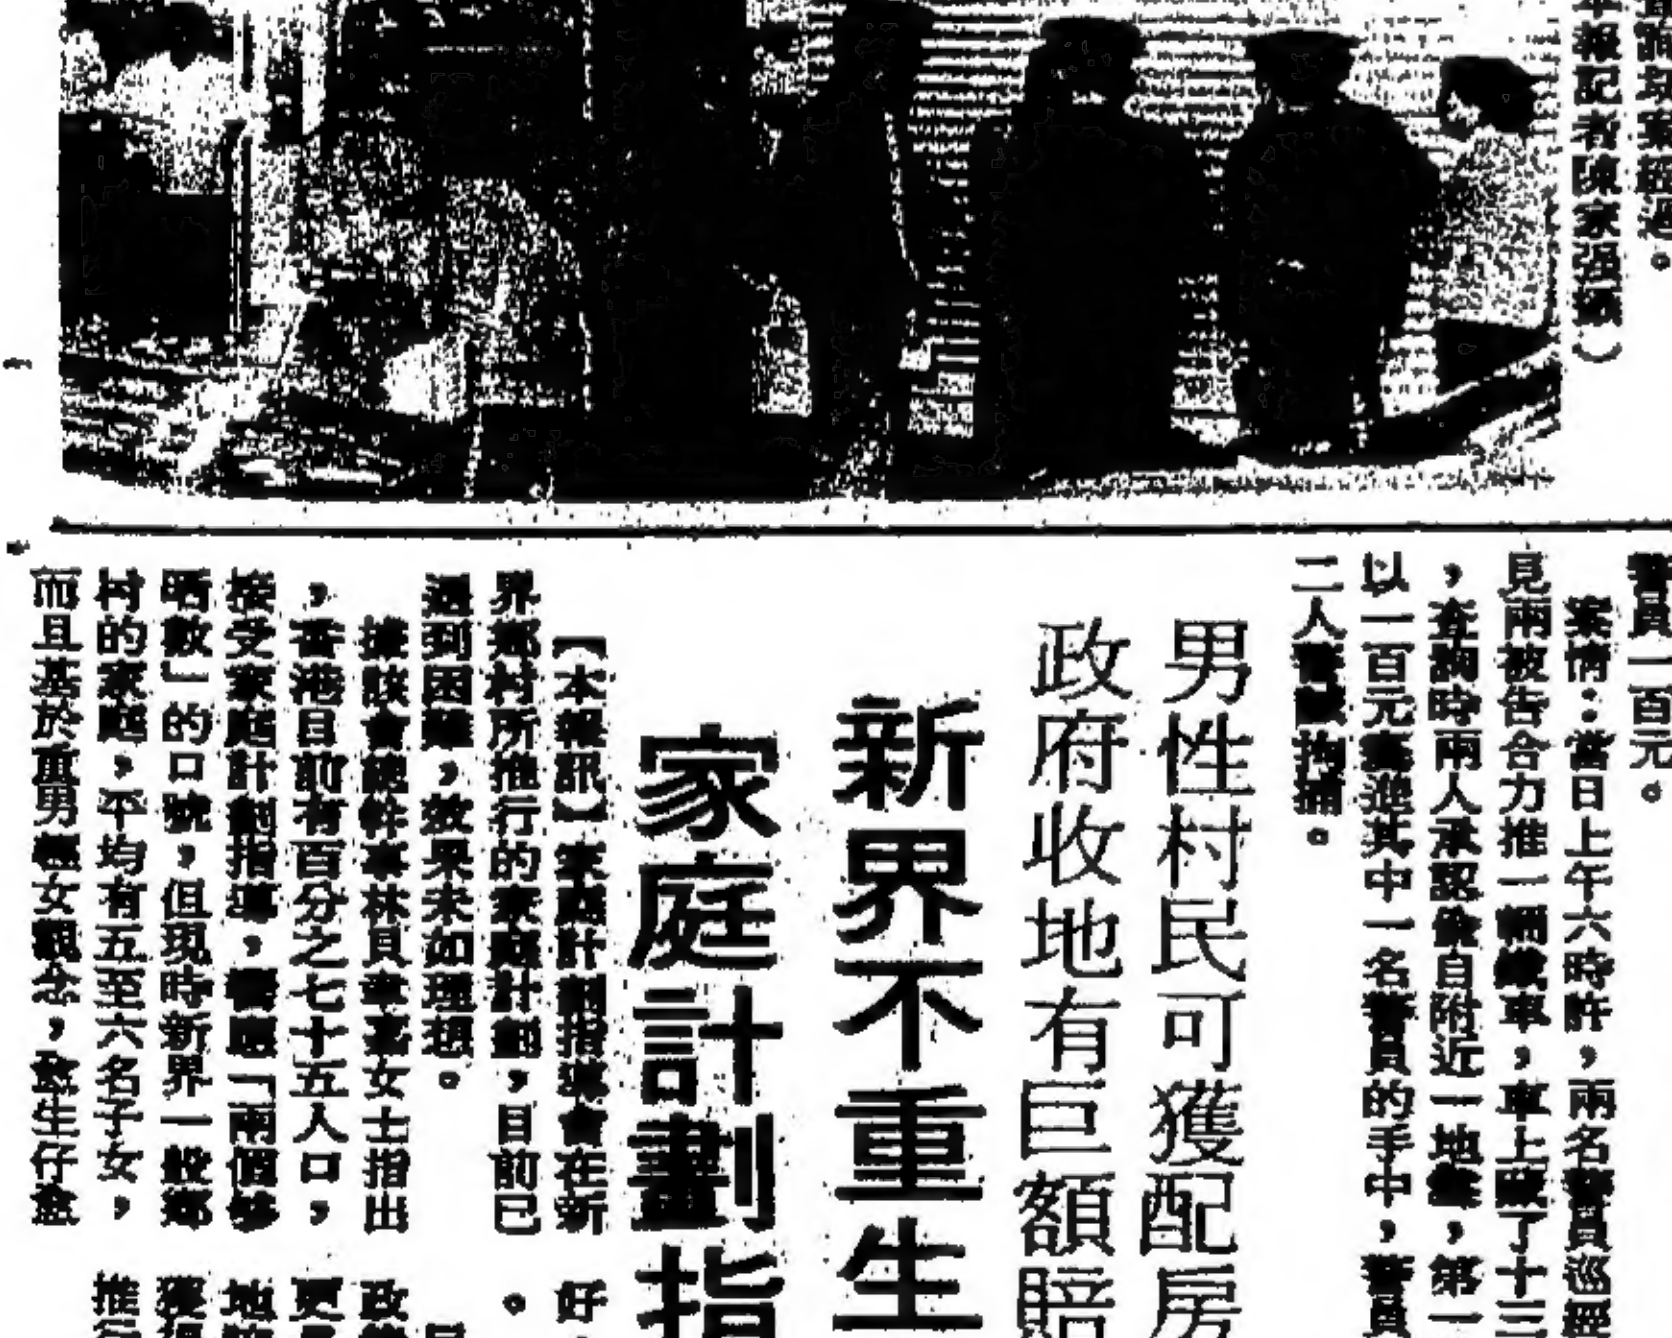 本報記者陳家强攝）
警員一百元。
案情：當日上午六時許，兩名警員巡經
見兩被告合力推一輛車，車上載了十三
，查詢時兩人承認偷自附近一地盤，第一
以一百元塞進其中一名警員的手中，警員
二人拘捕。
男性村民可獲配房
政府收地有巨額賠
新界不重生
家庭計劃指
【本報訊】家庭計劃指導會在新
界鄉村所推行的家庭計劃，目前已
遇到困難，效果未如理想。
據該會總幹事林貝聿嘉女士指出
，香港目前有百分之七十五人口，
接受家庭計劃指導，響應「兩個够
晒數」的口號，但現時新界一般鄉
村的家庭，平均有五至六名子女，
而且基於重男輕女觀念，愈生仔愈
好
。
政
更
地
獲
推